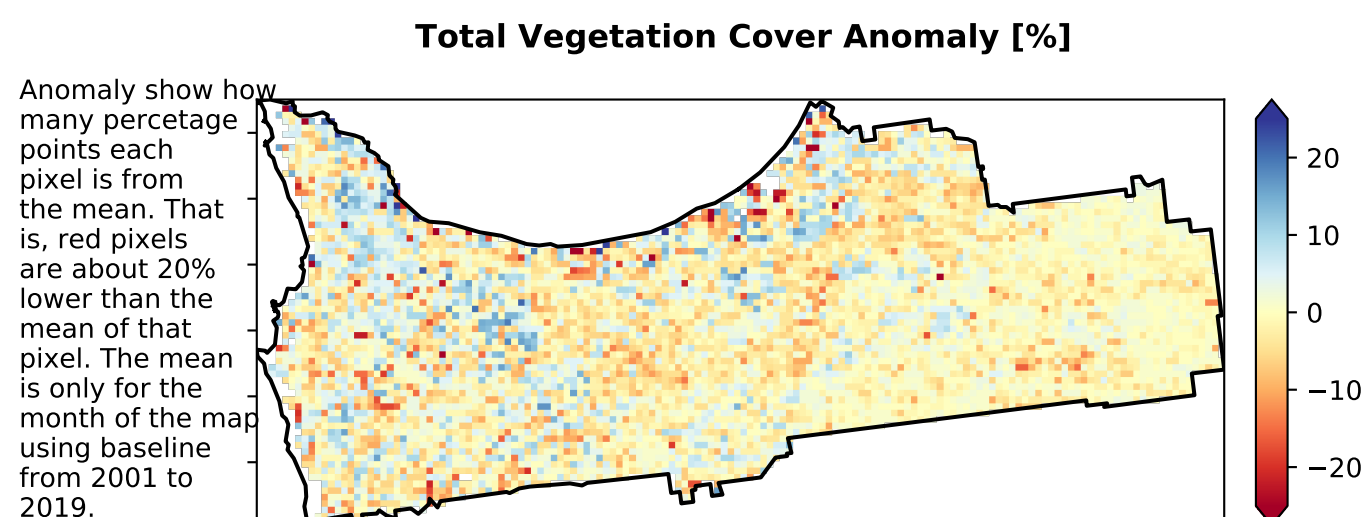 Total Vegetation Cover Anomaly [%]
Anomaly show how
many percetage
points each
pixel is from
the mean. That
is, red pixels
are about 20%
lower than the
mean of that
pixel. The mean
is only for the
month of the map
using baseline
from 2001 to
2019.
20
10
0
−10
−20